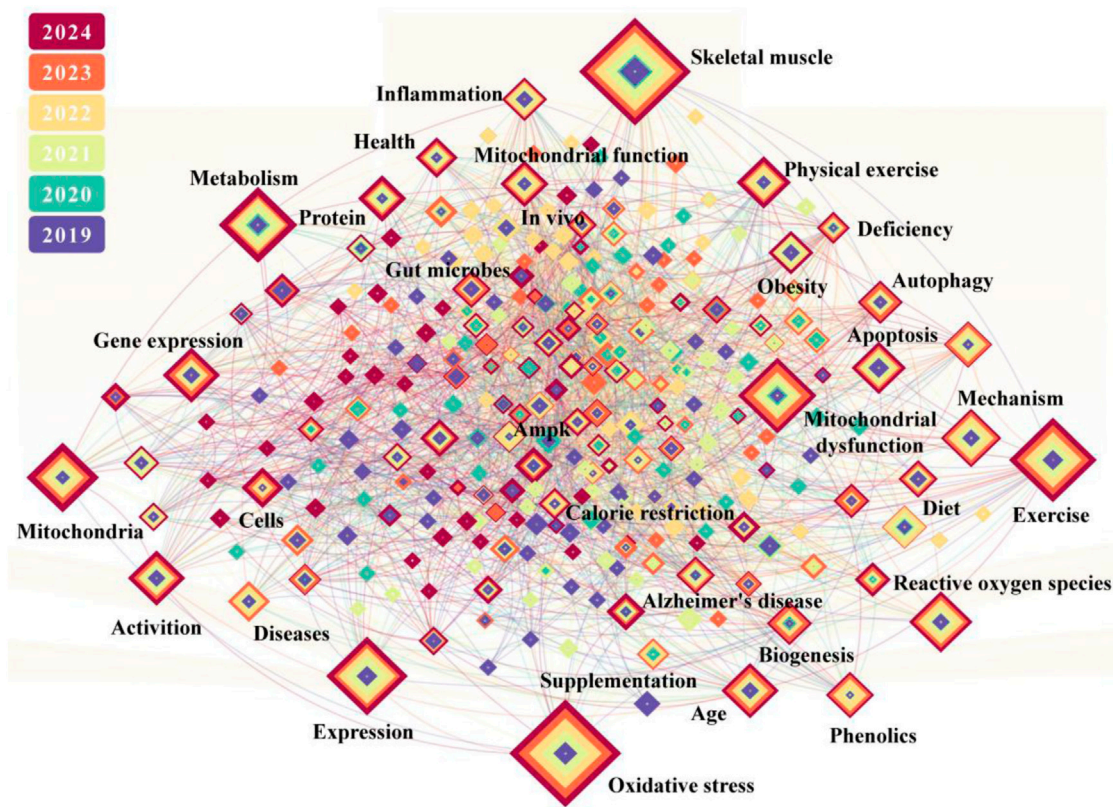 2024
2023
2022
2021
2020
2019
Skeletal muscle
Inflammation
Health
Mitochondrial function
Physical exercise
Metabolism
Protein
In vivo
Deficiency
Gut microbes
Obesity
Autophagy
Gene expression
Apoptosis
Mechanism
Mitochondrial
dysfunction
Ampk
Mitochondria
Cells
Calorie restriction
Diet
Exercise
Reactive oxygen species
Activition
Diseases
Alzheimer's disease
Biogenesis
Supplementation
Age
Expression
Phenolics
Oxidative stress